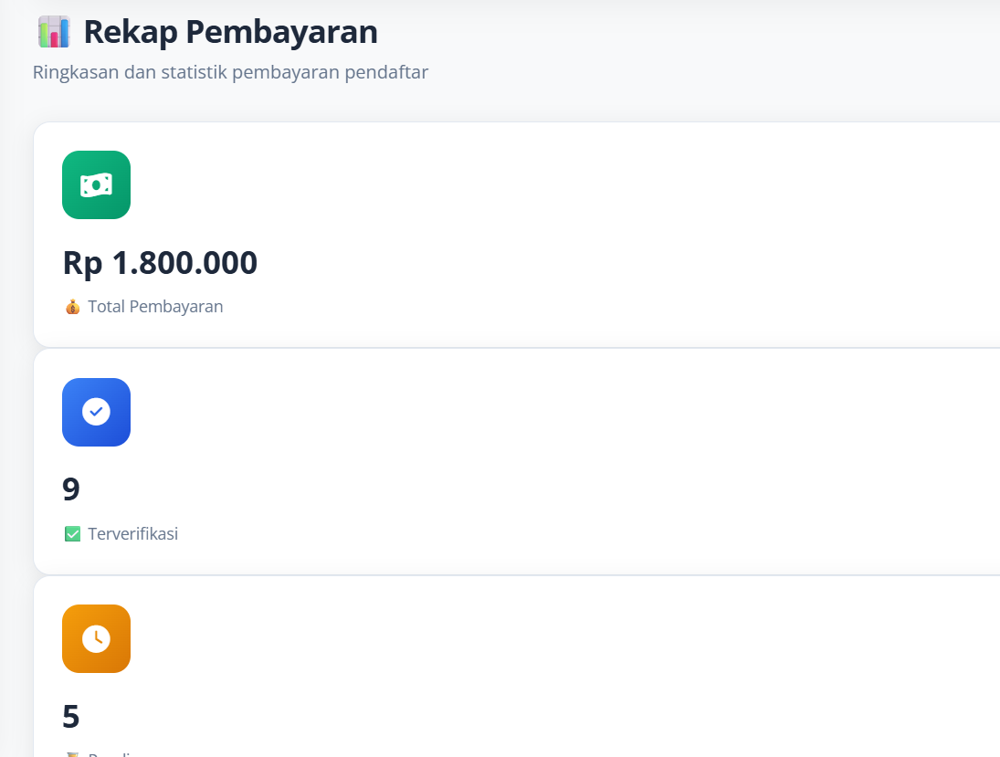 Rekap Pembayaran
Ringkasan dan statistik pembayaran pendaftar
Rp 1.800.000
Total Pembayaran
9
Terverifikasi
5